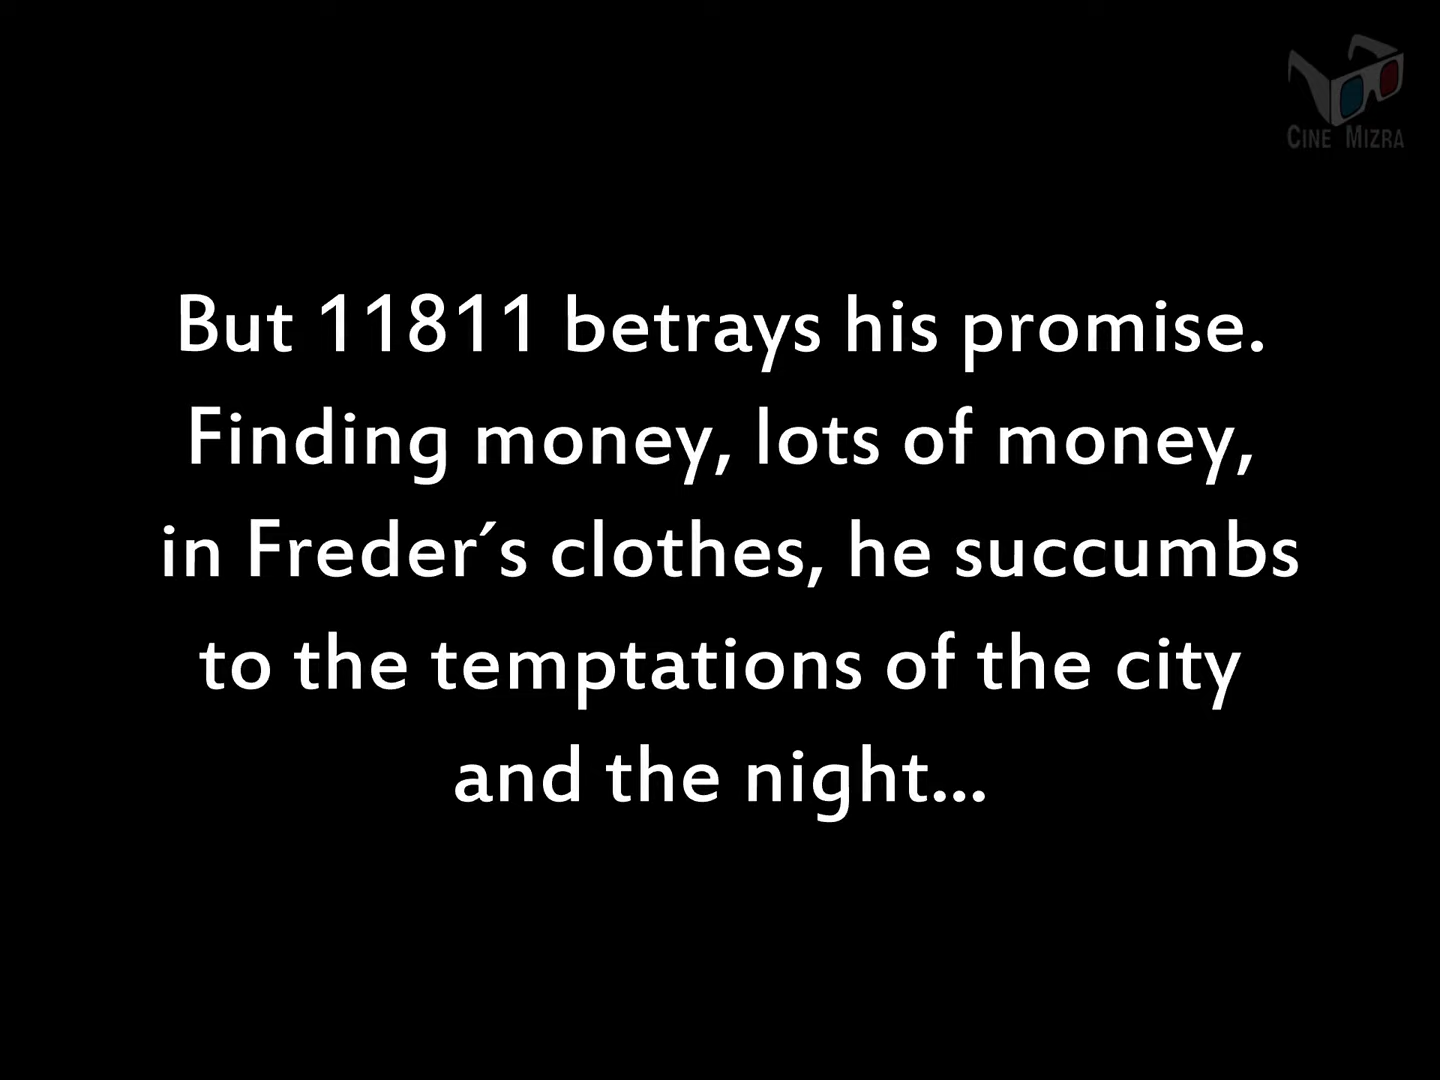 CINE MIZRA
But 11811 betrays his promise.
Finding money, lots of money,
in Freder´s clothes, he succumbs
to the temptations of the city
and the night...